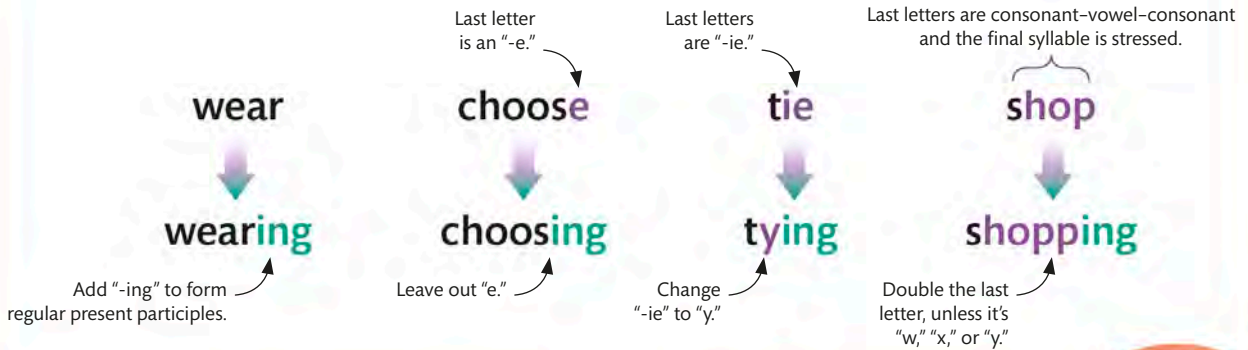 Last letter
is an “-e.”
Last letters
are “-ie.”
Last letters are consonant–vowel–consonant
and the final syllable is stressed.
wear
choose
tie
shop
wearing
choosing
tying
shopping
Add “-ing” to form
regular present participles.
Leave out “e.”
Change
“-ie” to “y.”
Double the last
letter, unless it’s
“w,” “x,” or “y.”